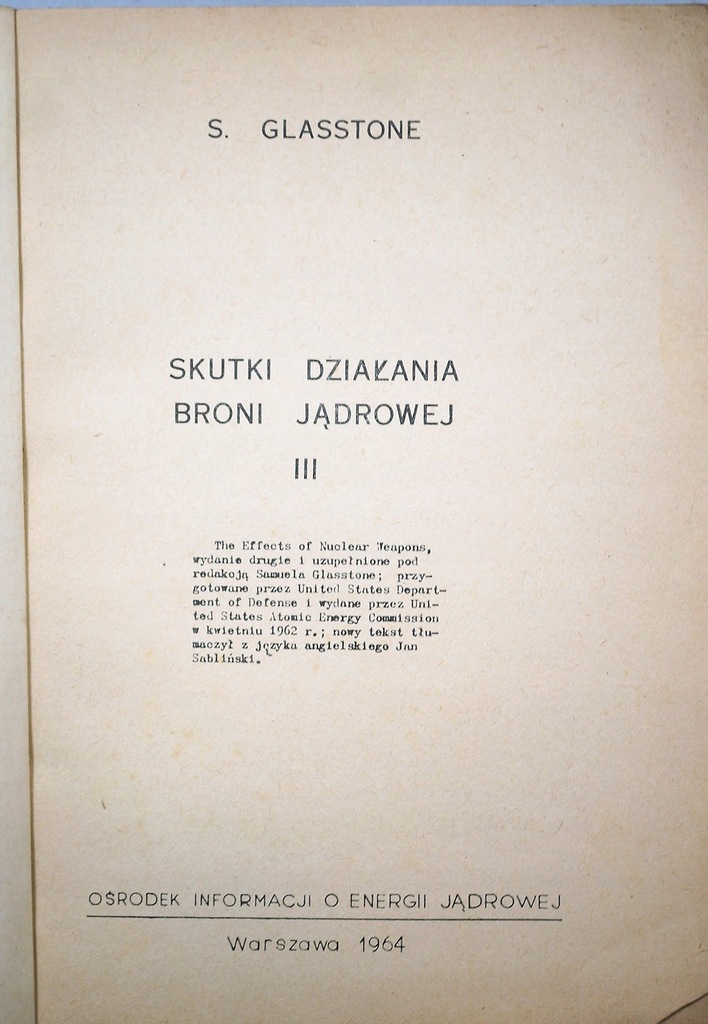 S. GLASSTONE
SKUTKI DZIAŁANIA
BRONI JĄDROWEJ
III
The Effects of Nuclear Weapons,
wydanie drugie i uzupełnione pod
redakcją Samuela Glasstone; przy-
gotowane przez United States Depart-
ment of Defense i wydane przez Uni-
ted States Atomic Energy Commission
w kwietniu 1962 r.; nowy tekst tłu-
maczył z języka angielskiego Jan
Sabliński.
OŚRODEK INFORMACJI O ENERGII JĄDROWEJ
Warszawa 1964